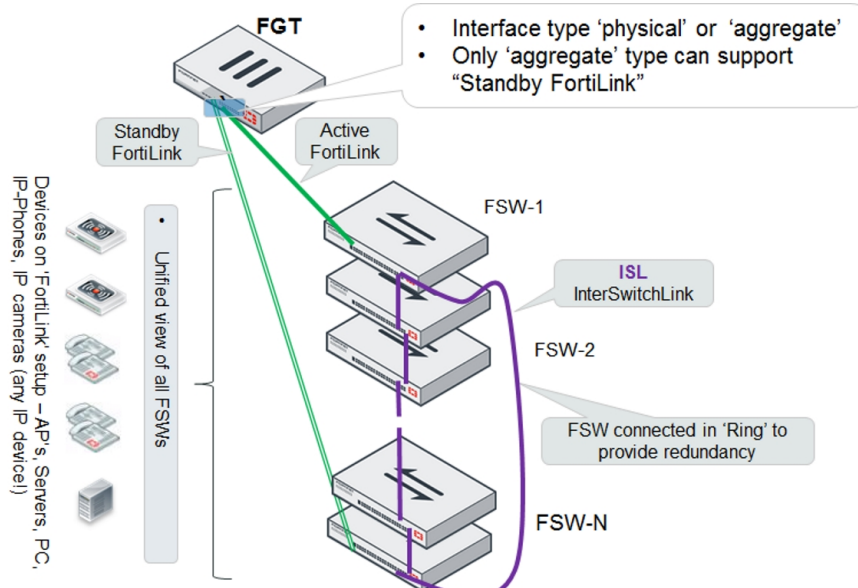 FGT
• Interface type ‘physical’ or ‘aggregate’
• Only ‘aggregate’ type can support
“Standby FortiLink”
Standby
FortiLink
Active
FortiLink
FSW-1
ISL
InterSwitchLink
FSW-2
FSW connected in ‘Ring’ to
provide redundancy
FSW-N
• Unified view of all FSWs
Devices on ‘FortiLink’ setup – AP’s, Servers, PC,
IP-Phones, IP cameras (any IP device!)